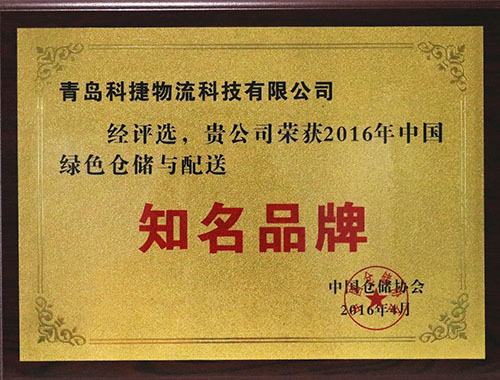 青岛科捷物流科技有限公司
经评选，贵公司荣获2016年中国
绿色仓储与配送
知名品牌
中国仓储协会
2016年4月